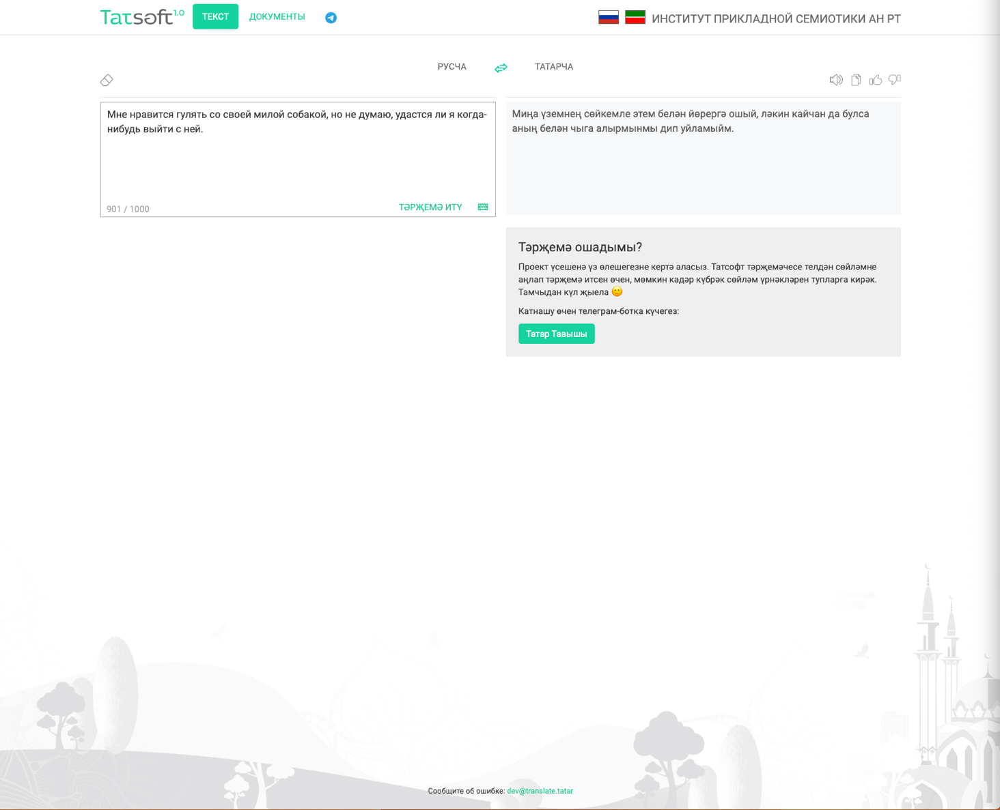 Tatsəft1.0
ТЕКСТ
ДОКУМЕНТЫ
ИНСТИТУТ ПРИКЛАДНОЙ СЕМИОТИКИ АН РТ
РУСЧА
ТАТАРЧА
Мне нравится гулять со своей милой собакой, но не думаю, удастся ли я когда-
нибудь выйти с ней.
901 / 1000
ТӘРҖЕМӘ ИТҮ
Миңа үземнең сөйкемле этем белән йөрергә ошый, ләкин кайчан да булса
аның белән чыга алырмынмы дип уйламыйм.
Тәрҗемә ошадымы?
Проект үсешенә үз өлешегезне кертә аласыз. Татсофт тәрҗемәчесе телдән сөйләмне
аңлап тәрҗемә итсен өчен, мөмкин кадәр күбрәк сөйләм үрнәкләрен тупларга кирәк.
Тамчыдан күл җыела 🙂
Катнашу өчен телеграм-ботка күчегез:
Татар Тавышы
Сообщите об ошибке: dev@translate.tatar